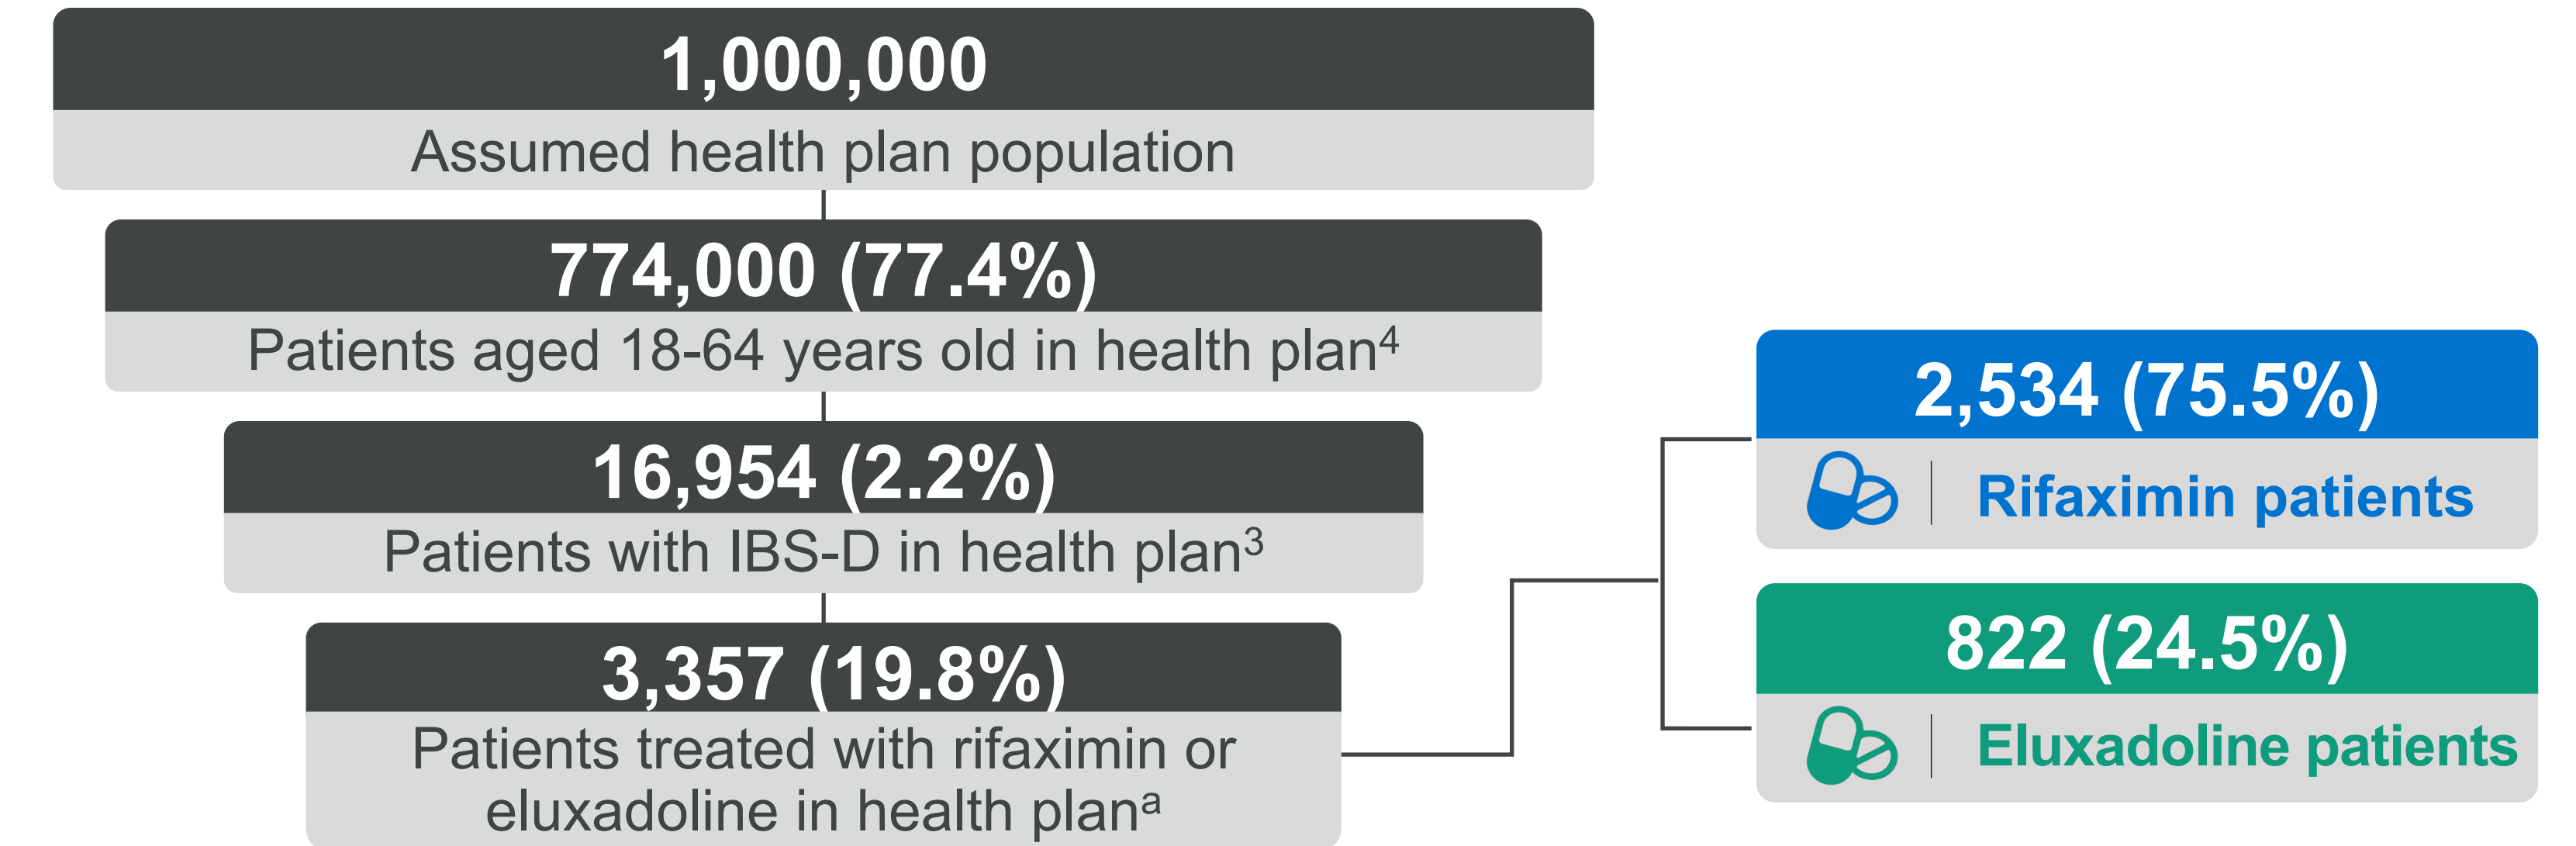 1,000,000
Assumed health plan population
774,000 (77.4%)
Patients aged 18-64 years old in health plan⁴
16,954 (2.2%)
Patients with IBS-D in health plan³
3,357 (19.8%)
Patients treated with rifaximin or
eluxadoline in health planᵃ
2,534 (75.5%)
Rifaximin patients
822 (24.5%)
Eluxadoline patients